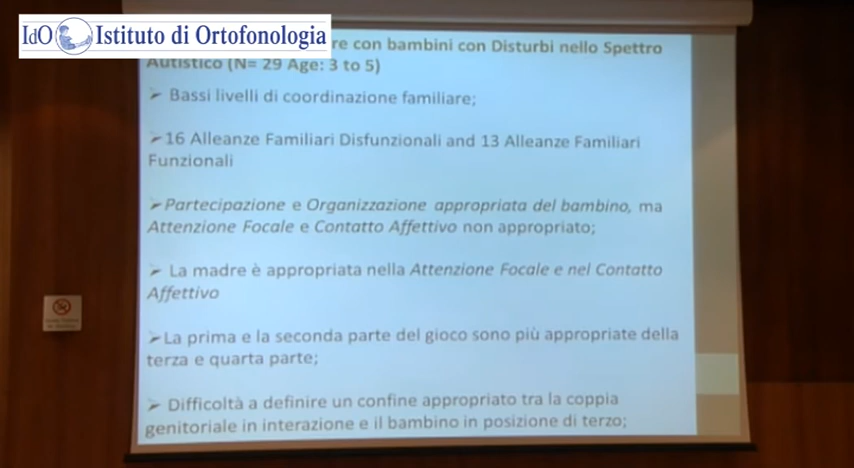 IdO Istituto di Ortofonologia
re con bambini con Disturbi nello Spettro
Autistico (N= 29 Age: 3 to 5)
➢ Bassi livelli di coordinazione familiare;
➢16 Alleanze Familiari Disfunzionali and 13 Alleanze Familiari
Funzionali
➢Partecipazione e Organizzazione appropriata del bambino, ma
Attenzione Focale e Contatto Affettivo non appropriato;
➢ La madre è appropriata nella Attenzione Focale e nel Contatto
Affettivo
➢La prima e la seconda parte del gioco sono più appropriate della
terza e quarta parte;
➢ Difficoltà a definire un confine appropriato tra la coppia
genitoriale in interazione e il bambino in posizione di terzo;